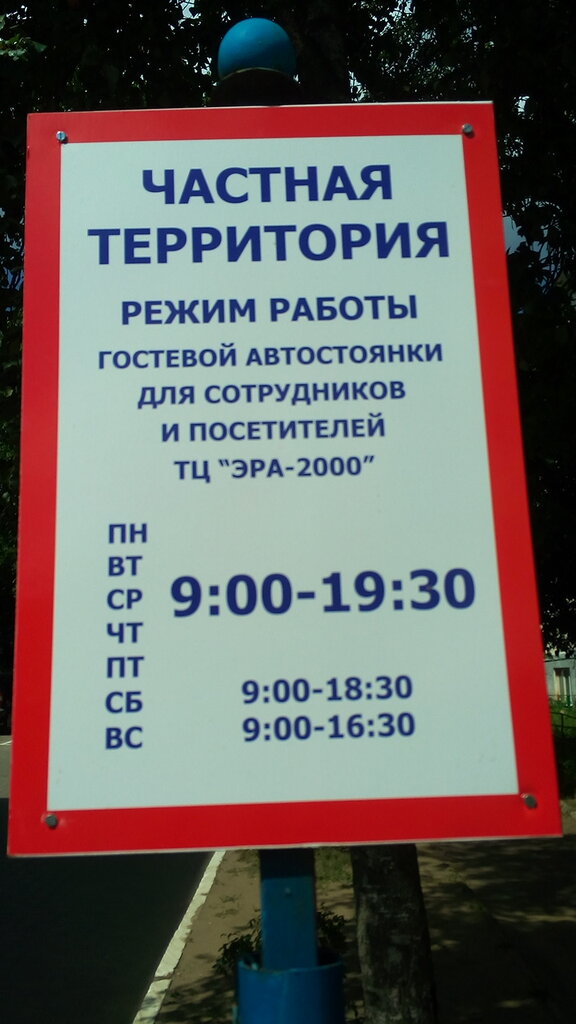 ЧАСТНАЯ
ТЕРРИТОРИЯ
РЕЖИМ РАБОТЫ
ГОСТЕВОЙ АВТОСТОЯНКИ
ДЛЯ СОТРУДНИКОВ
И ПОСЕТИТЕЛЕЙ
ТЦ “ЭРА-2000”
ПН
ВТ
СР 9:00-19:30
ЧТ
ПТ
СБ 9:00-18:30
ВС 9:00-16:30